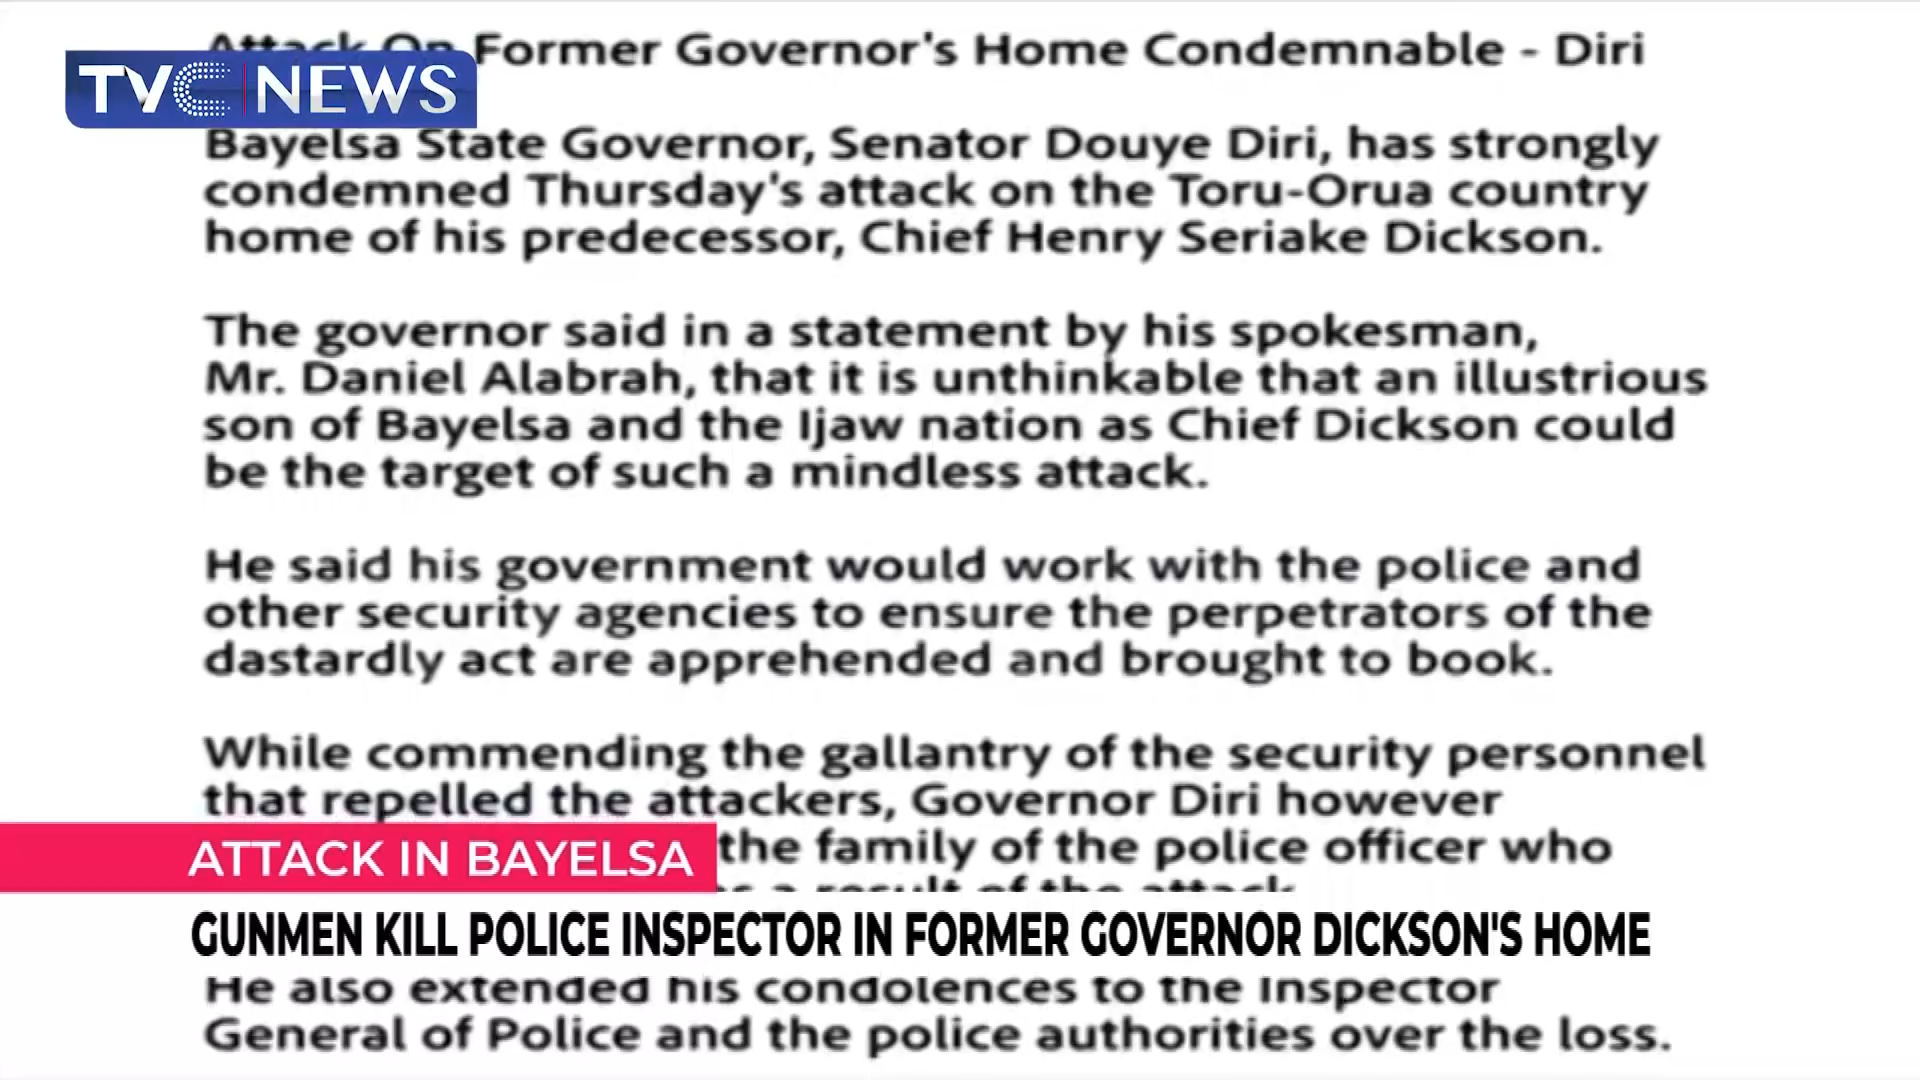 Attack On Former Governor's Home Condemnable - Diri
TVC NEWS
Bayelsa State Governor, Senator Douye Diri, has strongly
condemned Thursday's attack on the Toru-Orua country
home of his predecessor, Chief Henry Seriake Dickson.
The governor said in a statement by his spokesman,
Mr. Daniel Alabrah, that it is unthinkable that an illustrious
son of Bayelsa and the Ijaw nation as Chief Dickson could
be the target of such a mindless attack.
He said his government would work with the police and
other security agencies to ensure the perpetrators of the
dastardly act are apprehended and brought to book.
While commending the gallantry of the security personnel
that repelled the attackers, Governor Diri however
the family of the police officer who
a result of the attack
ATTACK IN BAYELSA
GUNMEN KILL POLICE INSPECTOR IN FORMER GOVERNOR DICKSON'S HOME
He also extended his condolences to the Inspector
General of Police and the police authorities over the loss.